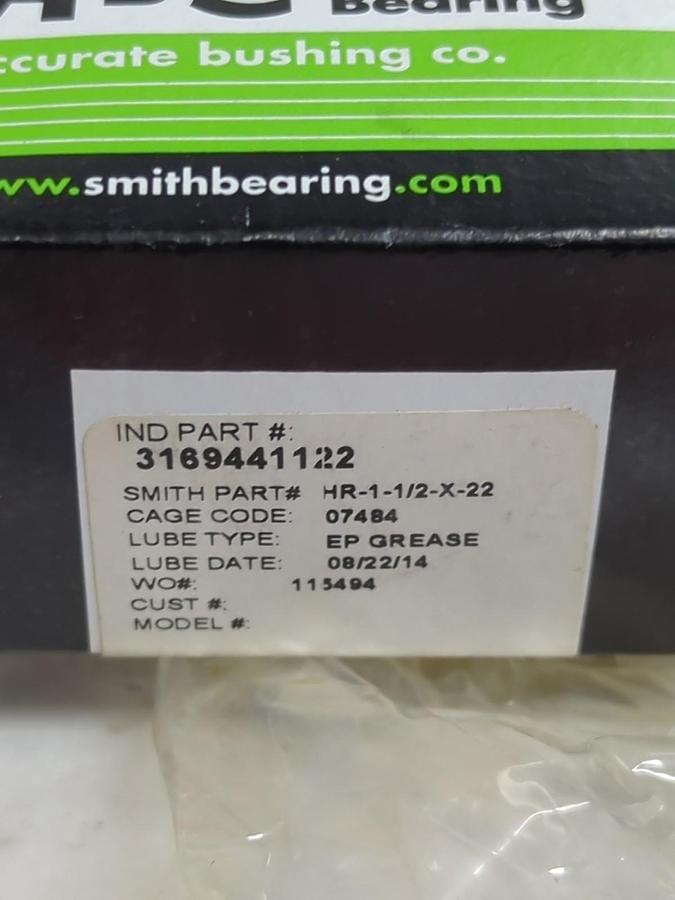 Bearing
ccurate bushing co.
ww.smithbearing.com
IND PART #:
3169441122
SMITH PART# HR-1-1/2-X-22
CAGE CODE: 07484
LUBE TYPE: EP GREASE
LUBE DATE: 08/22/14
WO#: 115494
CUST #:
MODEL #: